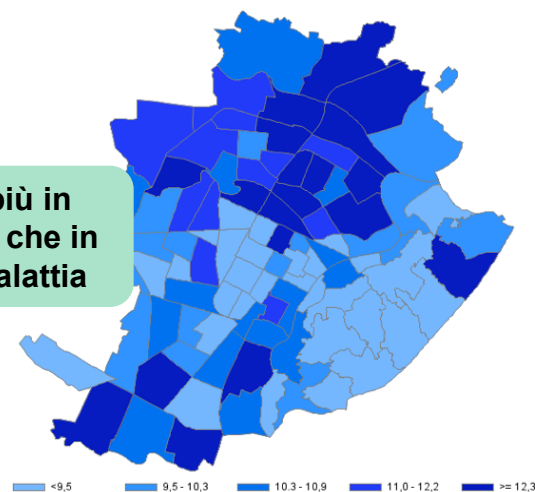 più in
che in
alattia
<9,5 9,5 - 10,3 10.3 - 10,9 11,0 - 12,2 >= 12,3